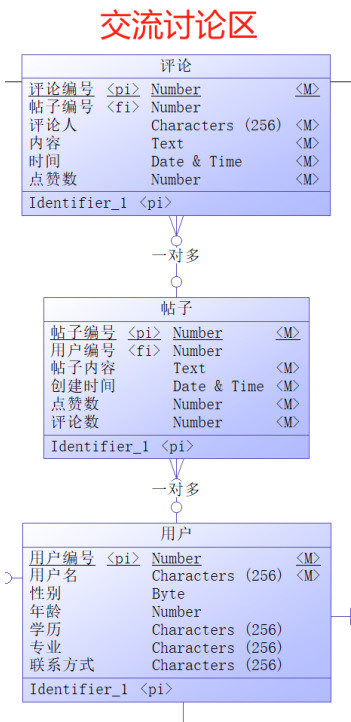 交流讨论区
评论
评论编号 <pi> Number <M>
帖子编号 <fi> Number
评论人 Characters (256) <M>
内容 Text <M>
时间 Date & Time <M>
点赞数 Number <M>
Identifier_1 <pi>
一对多
帖子
帖子编号 <pi> Number <M>
用户编号 <fi> Number
帖子内容 Text <M>
创建时间 Date & Time <M>
点赞数 Number <M>
评论数 Number <M>
Identifier_1 <pi>
一对多
用户
用户编号 <pi> Number <M>
用户名 Characters (256) <M>
性别 Byte
年龄 Number
学历 Characters (256)
专业 Characters (256)
联系方式 Characters (256)
Identifier_1 <pi>